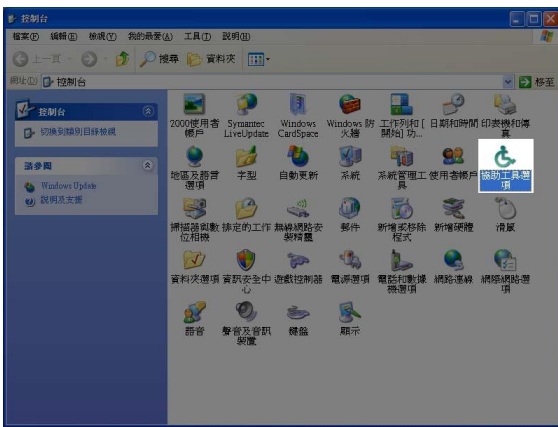 控制台
檔案(F) 編輯(E) 檢視(V) 我的最愛(A) 工具(T) 說明(H)
上一頁 搜尋 資料夾
網址(D) 控制台 移至
控制台
切換到類別目錄檢視
請參閱
Windows Update
說明及支援
2000使用者
帳戶
Symantec
LiveUpdate
Windows
CardSpace
Windows 防
火牆
工作列和 [
開始] 功...
日期和時間
印表機和傳
真
地區及語言
選項
字型
自動更新
系統
系統管理工
具
使用者帳戶
協助工具選
項
掃描器與數
位相機
排定的工作
無線網路安
裝精靈
郵件
新增或移除
程式
新增硬體
滑鼠
資料夾選項
資訊安全中
心
遊戲控制器
電源選項
電話和數據
機選項
網路連線
網際網路選
項
語音
聲音及音訊
裝置
鍵盤
顯示